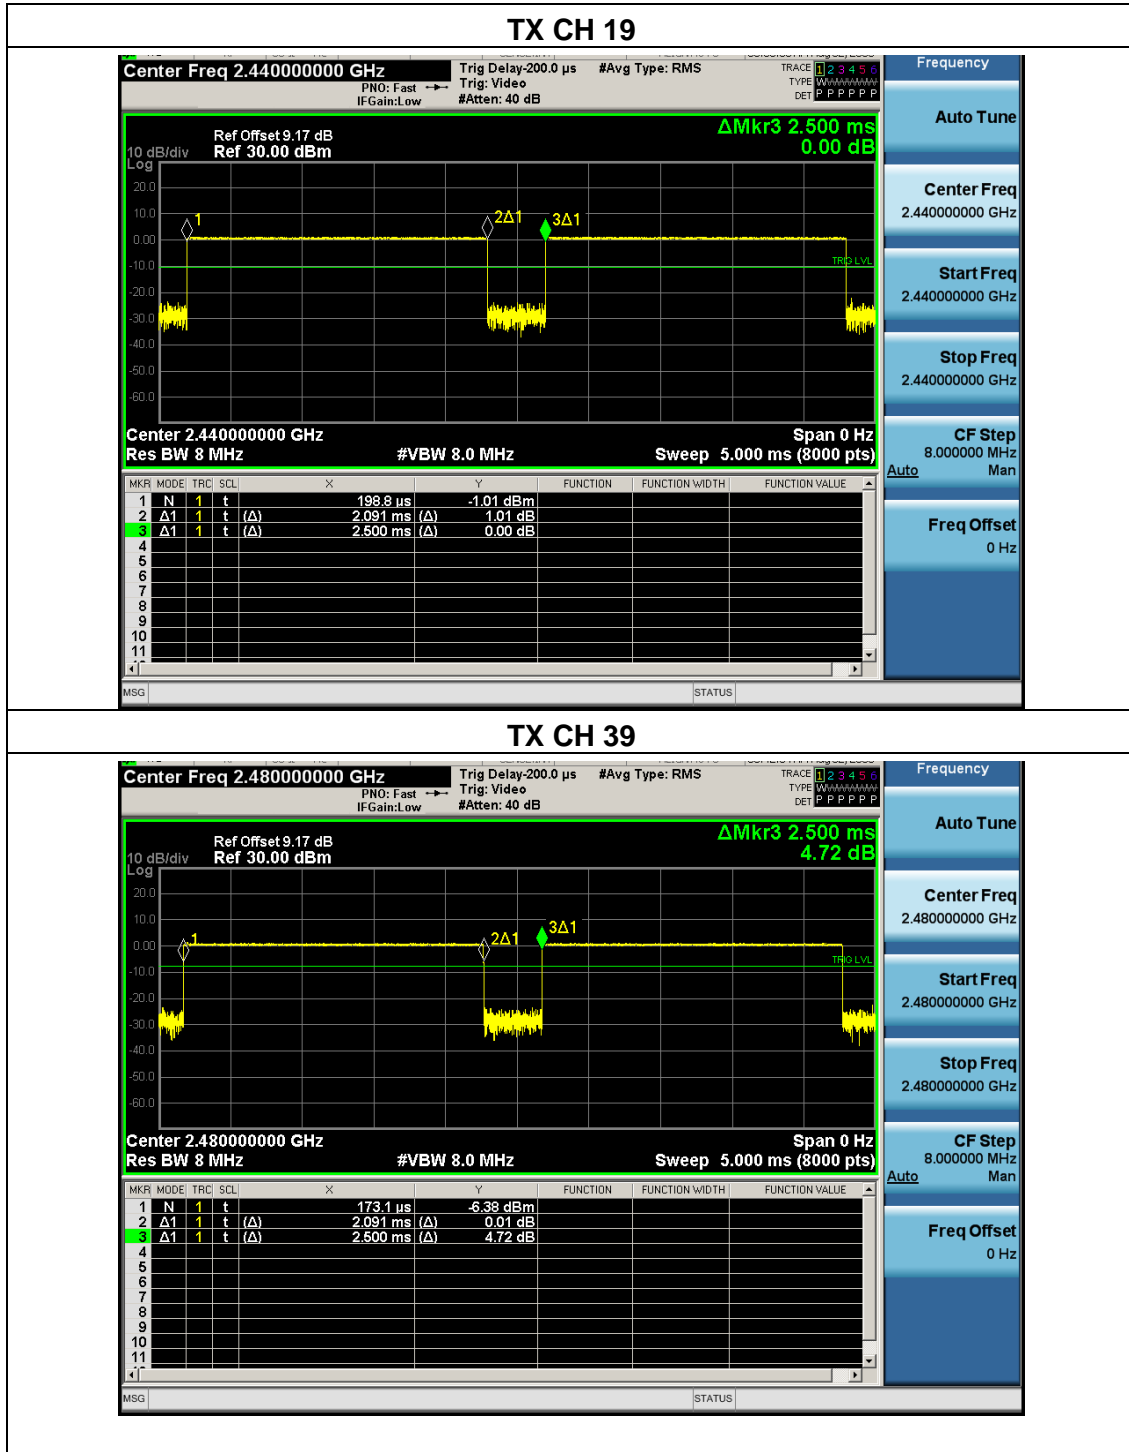 TX CH 19
Center Freq 2.440000000 GHz
PNO: Fast
IFGain:Low
Trig Delay-200.0 µs
Trig: Video
#Atten: 40 dB
#Avg Type: RMS
TRACE 1 2 3 4 5 6
TYPE
DET P P P P P P
Frequency
Ref Offset 9.17 dB
10 dB/div Ref 30.00 dBm
Log
ΔMkr3 2.500 ms
0.00 dB
20.0
10.0
0.00
-10.0
-20.0
-30.0
-40.0
-50.0
-60.0
1
2Δ1
3Δ1
TRIG LVL
Center 2.440000000 GHz Span 0 Hz
Res BW 8 MHz #VBW 8.0 MHz Sweep 5.000 ms (8000 pts)
MKR MODE TRC SCL X Y FUNCTION FUNCTION WIDTH FUNCTION VALUE
1 N 1 t 198.8 µs -1.01 dBm
2 Δ1 1 t (Δ) 2.091 ms (Δ) 1.01 dB
3 Δ1 1 t (Δ) 2.500 ms (Δ) 0.00 dB
4
5
6
7
8
9
10
11
MSG STATUS
Auto Tune
Center Freq
2.440000000 GHz
Start Freq
2.440000000 GHz
Stop Freq
2.440000000 GHz
CF Step
8.000000 MHz
Auto Man
Freq Offset
0 Hz
TX CH 39
Center Freq 2.480000000 GHz
PNO: Fast
IFGain:Low
Trig Delay-200.0 µs
Trig: Video
#Atten: 40 dB
#Avg Type: RMS
TRACE 1 2 3 4 5 6
TYPE
DET P P P P P P
Frequency
Ref Offset 9.17 dB
10 dB/div Ref 30.00 dBm
Log
ΔMkr3 2.500 ms
4.72 dB
20.0
10.0
0.00
-10.0
-20.0
-30.0
-40.0
-50.0
-60.0
1
2Δ1
3Δ1
TRIG LVL
Center 2.480000000 GHz Span 0 Hz
Res BW 8 MHz #VBW 8.0 MHz Sweep 5.000 ms (8000 pts)
MKR MODE TRC SCL X Y FUNCTION FUNCTION WIDTH FUNCTION VALUE
1 N 1 t 173.1 µs -6.38 dBm
2 Δ1 1 t (Δ) 2.091 ms (Δ) 0.01 dB
3 Δ1 1 t (Δ) 2.500 ms (Δ) 4.72 dB
4
5
6
7
8
9
10
11
MSG STATUS
Auto Tune
Center Freq
2.480000000 GHz
Start Freq
2.480000000 GHz
Stop Freq
2.480000000 GHz
CF Step
8.000000 MHz
Auto Man
Freq Offset
0 Hz